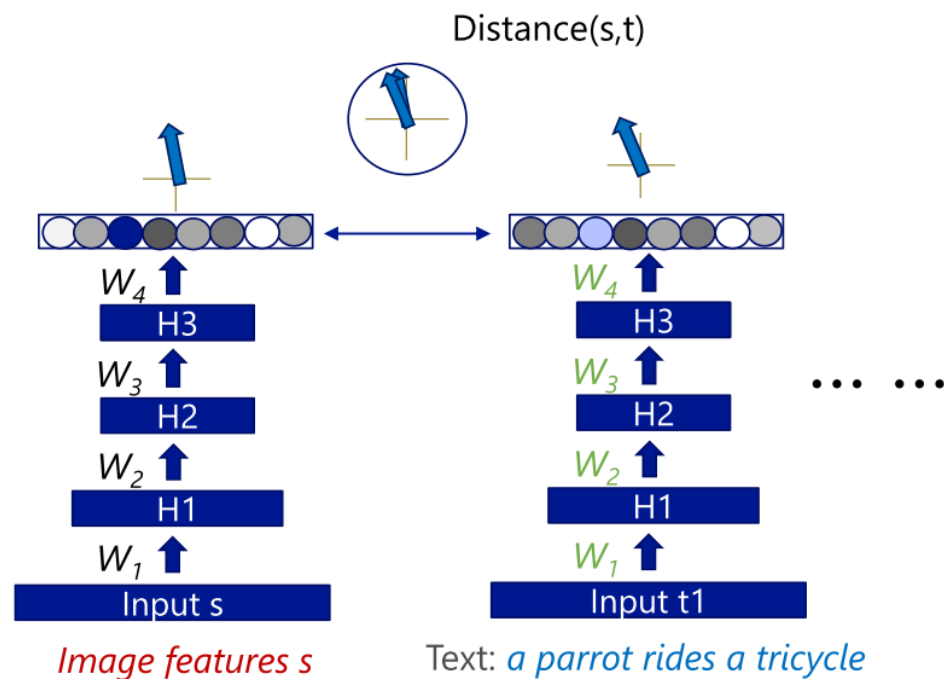 Distance(s,t)
W4
W4
H3
H3
W3
W3
... ...
H2
H2
W2
W2
H1
H1
W1
W1
Input s
Input t1
Image features s
Text: a parrot rides a tricycle